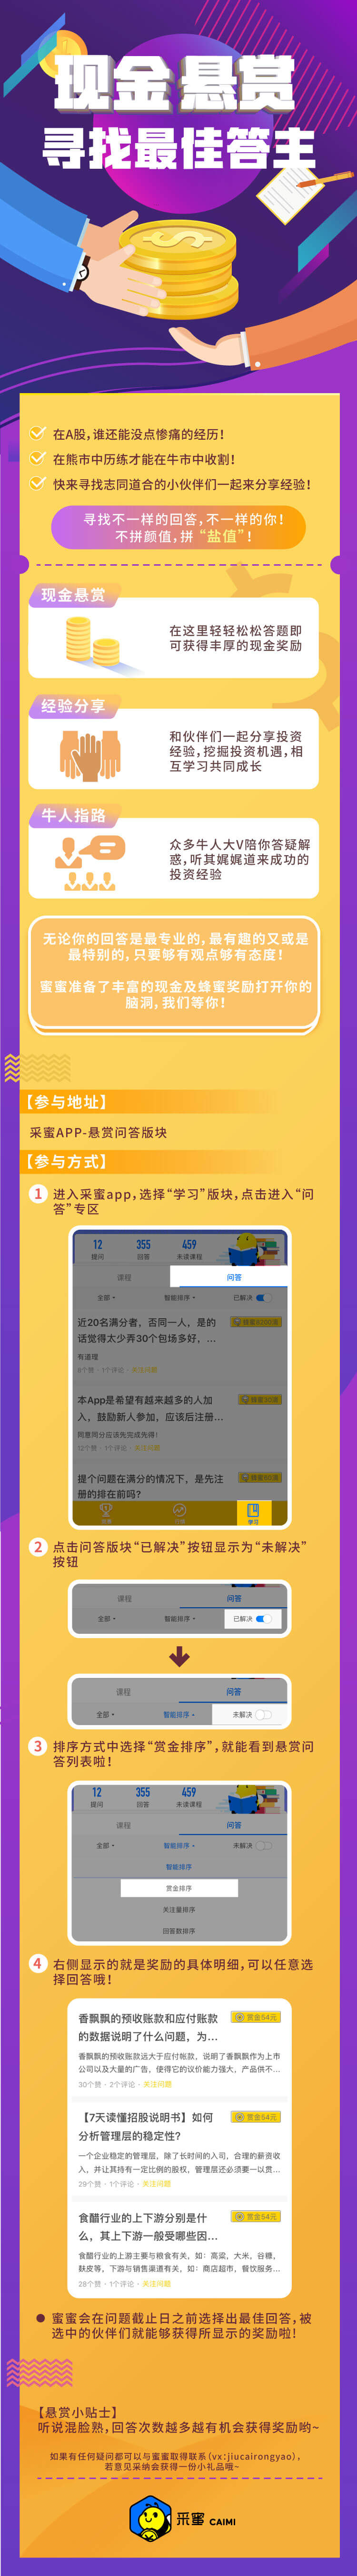 现金悬赏
寻找最佳答主
在A股,谁还能没点惨痛的经历!
在熊市中历练才能在牛市中收割!
快来寻找志同道合的小伙伴们一起来分享经验!
寻找不一样的回答,不一样的你!
不拼颜值,拼“盐值”!
现金悬赏
在这里轻轻松松答题即
可获得丰厚的现金奖励
经验分享
和伙伴们一起分享投资
经验,挖掘投资机遇,相
互学习共同成长
牛人指路
众多牛人大V陪你答疑解
惑,听其娓娓道来成功的
投资经验
无论你的回答是最专业的,最有趣的又或是
最特别的,只要够有观点够有态度!
蜜蜜准备了丰富的现金及蜂蜜奖励打开你的
脑洞,我们等你!
【参与地址】
采蜜APP-悬赏问答版块
【参与方式】
1 进入采蜜app,选择“学习”版块,点击进入“问
答”专区
12 355 459
提问 回答 未读课程
课程 问答
全部 智能排序 已解决
近20名满分者，否同一人，是的
话觉得太少弄30个包场多好，...
有道理
8个赞 · 1个评论 · 关注问题
本App是希望有越来越多的人加
入，鼓励新人参加，应该后注册...
同意同分应该先完成先得!
12个赞 · 1个评论 · 关注问题
提个问题在满分的情况下，是先注
册的排在前吗?
学习
2 点击问答版块“已解决”按钮显示为“未解决”
按钮
课程 问答
全部 智能排序 已解决
课程 问答
全部 智能排序 未解决
3 排序方式中选择“赏金排序”,就能看到悬赏问
答列表啦!
12 355 459
提问 回答 未读课程
课程 问答
全部 智能排序 未解决
智能排序
赏金排序
关注量排序
回答数排序
4 右侧显示的就是奖励的具体明细,可以任意选
择回答哦!
香飘飘的预收账款和应付账款 赏金54元
的数据说明了什么问题，为...
香飘飘的预收账款远大于应付帐款，说明了香飘飘作为上市
公司以及大量的广告，使得它的议价能力强大，产品供不...
30个赞 · 2个评论 · 关注问题
【7天读懂招股说明书】如何 赏金54元
分析管理层的稳定性?
一个企业稳定的管理层，除了长时间的入司，合理的薪资收
入，并让其持有一定比例的股权，管理层还必须要一以贯...
29个赞 · 1个评论 · 关注问题
食醋行业的上下游分别是什 赏金54元
么，其上下游一般受哪些因...
食醋行业的上游主要与粮食有关，如：高粱，大米，谷糠，
麸皮等，下游与销售渠道有关，如：商店超市，餐饮服务...
28个赞 · 1个评论 · 关注问题
蜜蜜会在问题截止日之前选择出最佳回答,被
选中的伙伴们就能够获得所显示的奖励啦!
【悬赏小贴士】
听说混脸熟,回答次数越多越有机会获得奖励哟~
如果有任何疑问都可以与蜜蜜取得联系(vx:jiucairongyao),
若意见采纳会获得一份小礼品哦~
采蜜 CAIMI